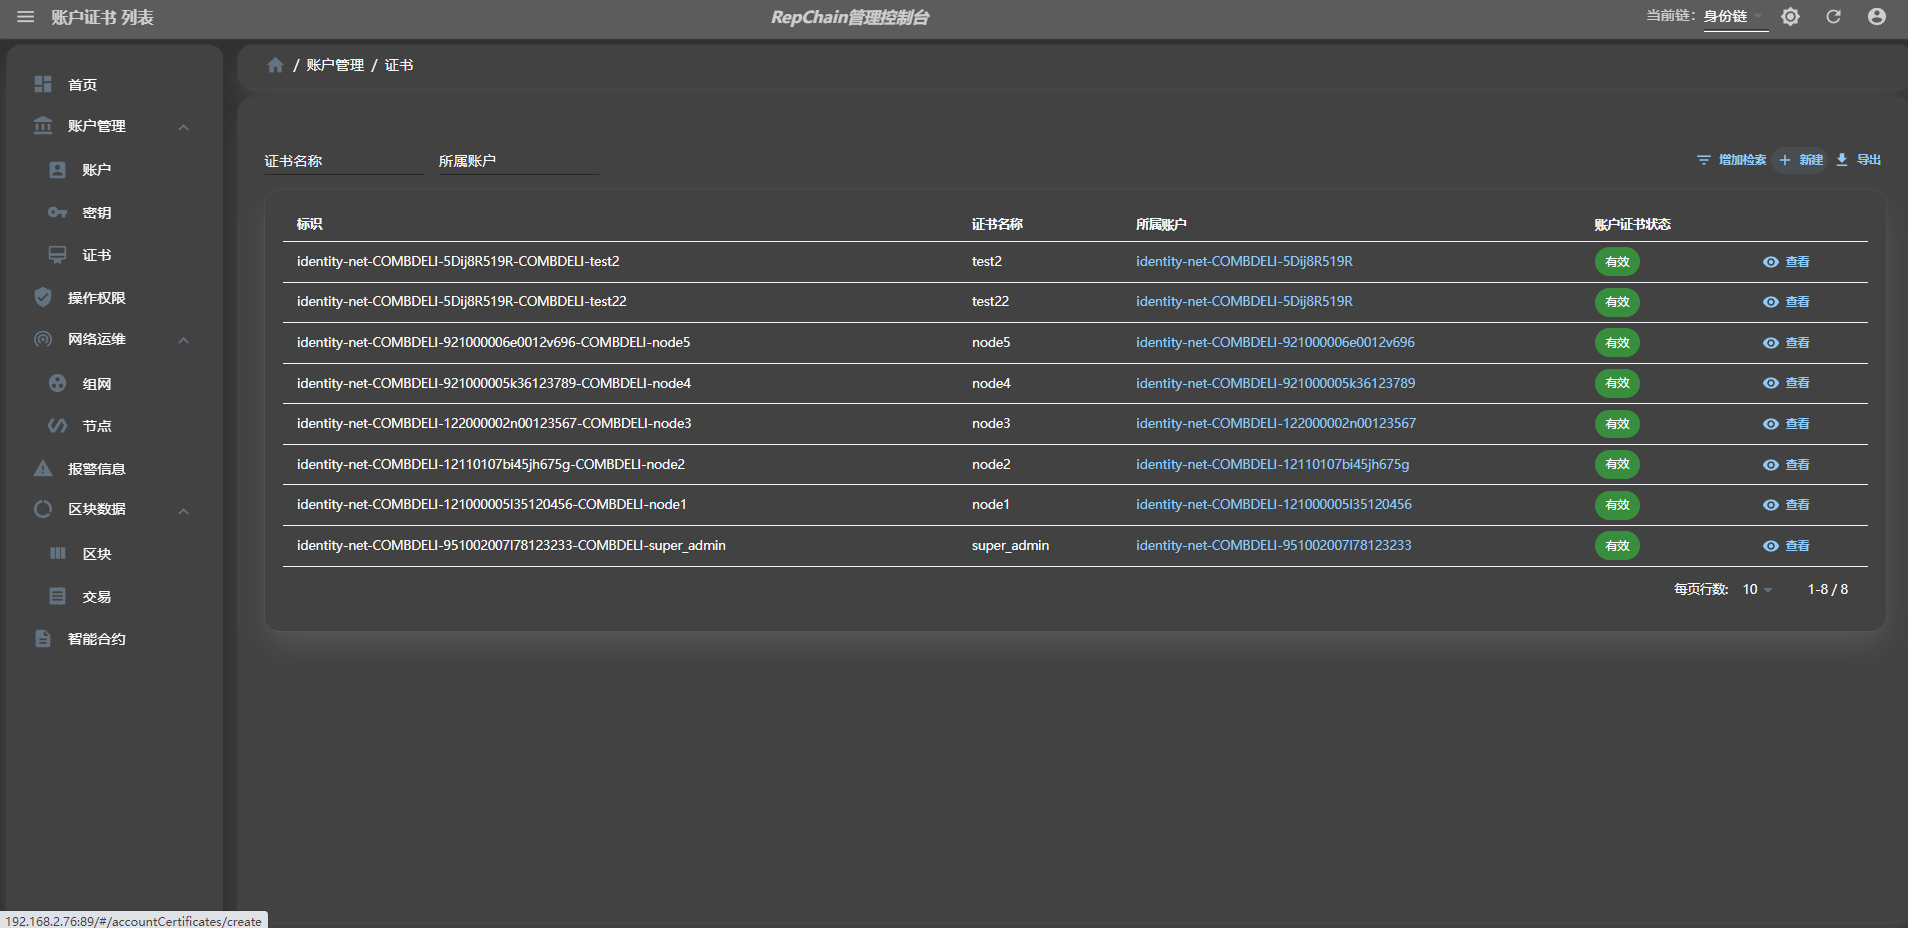 账户证书 列表
RepChain管理控制台
当前链: 身份链
首页
账户管理
账户
密钥
证书
操作权限
网络运维
组网
节点
报警信息
区块数据
区块
交易
智能合约
/ 账户管理 / 证书
证书名称 所属账户 增加检索 新建 导出
标识 证书名称 所属账户 账户证书状态
identity-net-COMBDELI-5Dij8R519R-COMBDELI-test2 test2 identity-net-COMBDELI-5Dij8R519R 有效 查看
identity-net-COMBDELI-5Dij8R519R-COMBDELI-test22 test22 identity-net-COMBDELI-5Dij8R519R 有效 查看
identity-net-COMBDELI-921000006e0012v696-COMBDELI-node5 node5 identity-net-COMBDELI-921000006e0012v696 有效 查看
identity-net-COMBDELI-921000005k36123789-COMBDELI-node4 node4 identity-net-COMBDELI-921000005k36123789 有效 查看
identity-net-COMBDELI-122000002n00123567-COMBDELI-node3 node3 identity-net-COMBDELI-122000002n00123567 有效 查看
identity-net-COMBDELI-12110107bi45jh675g-COMBDELI-node2 node2 identity-net-COMBDELI-12110107bi45jh675g 有效 查看
identity-net-COMBDELI-121000005l35120456-COMBDELI-node1 node1 identity-net-COMBDELI-121000005l35120456 有效 查看
identity-net-COMBDELI-951002007l78123233-COMBDELI-super_admin super_admin identity-net-COMBDELI-951002007l78123233 有效 查看
每页行数: 10 1-8 / 8
192.168.2.76:89/#/accountCertificates/create